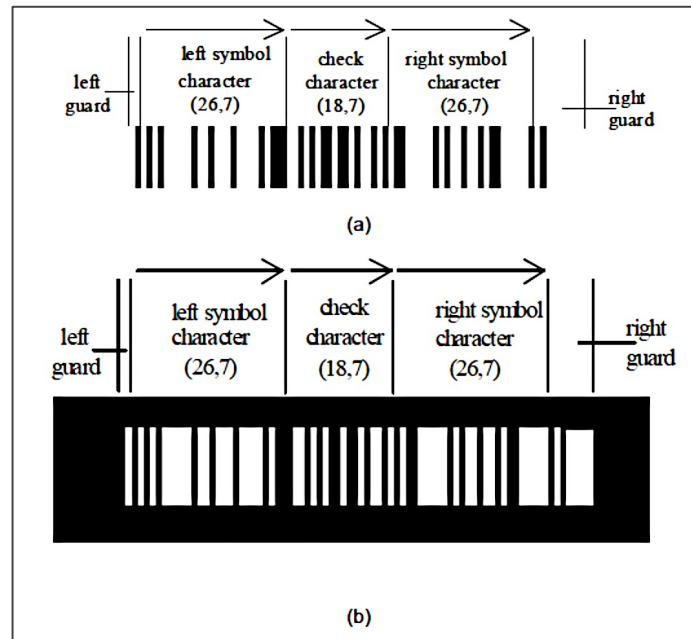 left symbol
character
(26,7)
check
character
(18,7)
right symbol
character
(26,7)
left
guard
right
guard
(a)
left symbol
character
(26,7)
check
character
(18,7)
right symbol
character
(26,7)
left
guard
right
guard
(b)